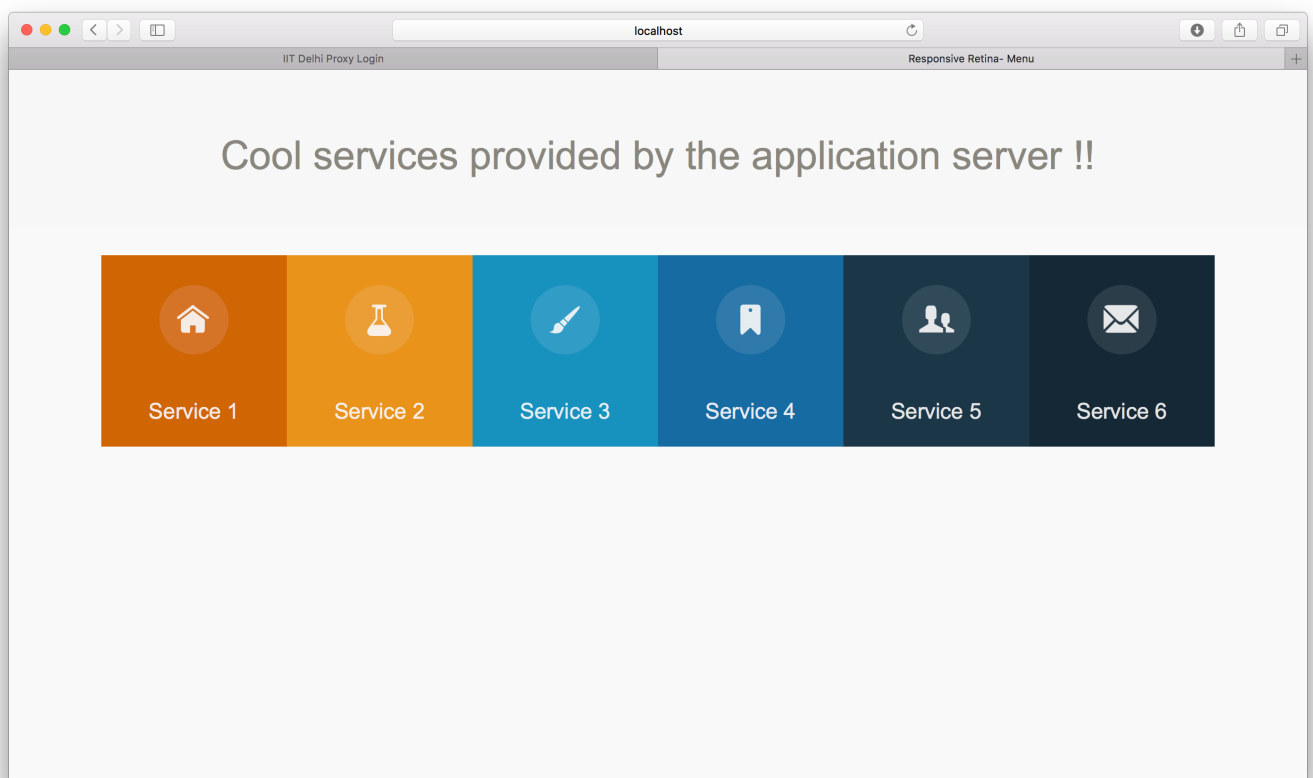 localhost
IIT Delhi Proxy Login
Responsive Retina- Menu
Cool services provided by the application server !!
Service 1
Service 2
Service 3
Service 4
Service 5
Service 6